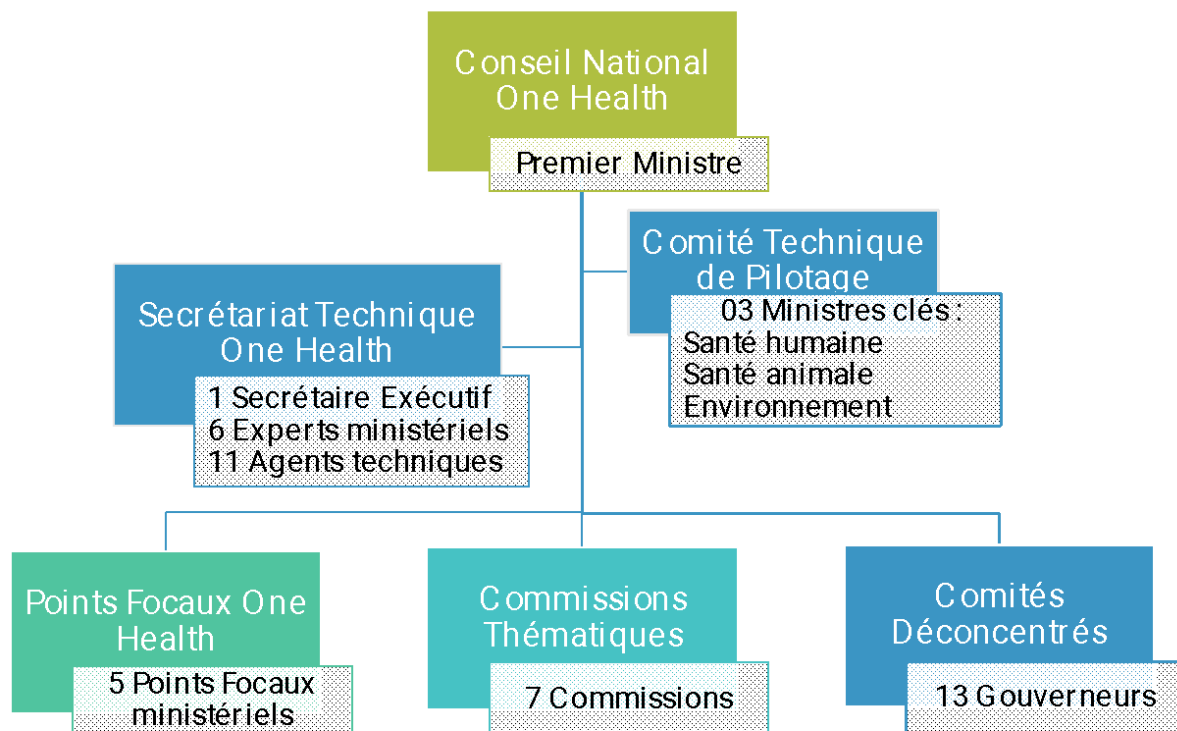 Conseil National
One Health
Premier Ministre
Comité Technique
de Pilotage
03 Ministres clés :
Santé humaine
Santé animale
Environnement
Secrétariat Technique
One Health
1 Secrétaire Exécutif
6 Experts ministériels
11 Agents techniques
Points Focaux One
Health
5 Points Focaux
ministériels
Commissions
Thématiques
7 Commissions
Comités
Déconcentrés
13 Gouverneurs